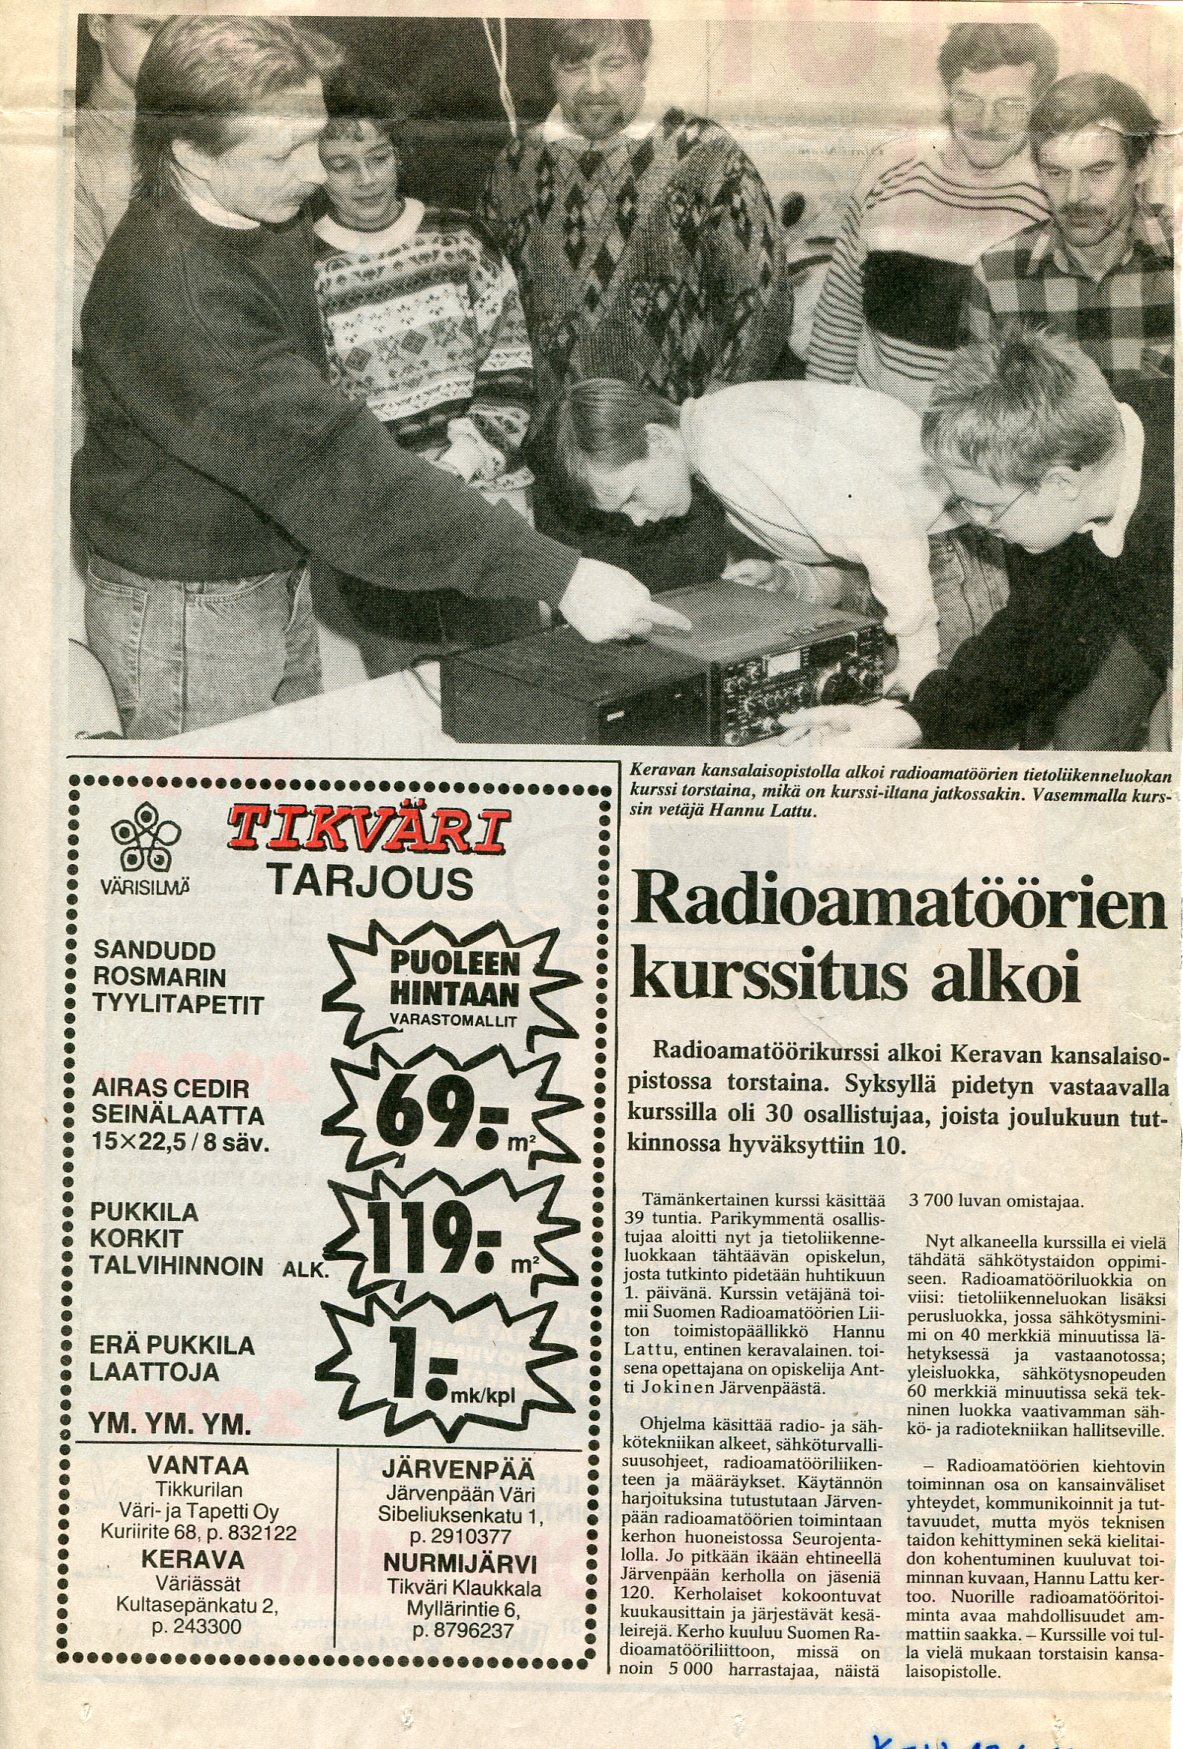 Keravan kansalaisopistolla alkoi radioamatöörien tietoliikenneluokan
kurssi torstaina, mikä on kurssi-iltana jatkossakin. Vasemmalla kurs-
sin vetäjä Hannu Lattu.
VÄRISILMÄ
TIKVÄRI
TARJOUS
SANDUDD
ROSMARIN
TYYLITAPETIT
PUOLEEN
HINTAAN
VARASTOMALLIT
AIRAS CEDIR
SEINÄLAATTA
15×22,5 / 8 säv.
69:- m²
PUKKILA
KORKIT
TALVIHINNOIN ALK.
119:- m²
ERÄ PUKKILA
LAATTOJA
1:- mk/kpl
YM. YM. YM.
VANTAA
Tikkurilan
Väri- ja Tapetti Oy
Kuriirite 68, p. 832122
KERAVA
Väriässät
Kultasepänkatu 2,
p. 243300
JÄRVENPÄÄ
Järvenpään Väri
Sibeliuksenkatu 1,
p. 2910377
NURMIJÄRVI
Tikväri Klaukkala
Myllärintie 6,
p. 8796237
Radioamatöörien
kurssitus alkoi
Radioamatöörikurssi alkoi Keravan kansalaiso-
pistossa torstaina. Syksyllä pidetyn vastaavalla
kurssilla oli 30 osallistujaa, joista joulukuun tut-
kinnossa hyväksyttiin 10.
Tämänkertainen kurssi käsittää
39 tuntia. Parikymmentä osallis-
tujaa aloitti nyt ja tietoliikenne-
luokkaan tähtäävän opiskelun,
josta tutkinto pidetään huhtikuun
1. päivänä. Kurssin vetäjänä toi-
mii Suomen Radioamatöörien Lii-
ton toimistopäällikkö Hannu
Lattu, entinen keravalainen. toi-
sena opettajana on opiskelija Ant-
ti Jokinen Järvenpäästä.
Ohjelma käsittää radio- ja säh-
kötekniikan alkeet, sähköturvalli-
suusohjeet, radioamatööriliiken-
teen ja määräykset. Käytännön
harjoituksina tutustutaan Järven-
pään radioamatöörien toimintaan
kerhon huoneistossa Seurojenta-
lolla. Jo pitkään ikään ehtineellä
Järvenpään kerholla on jäseniä
120. Kerholaiset kokoontuvat
kuukausittain ja järjestävät kesä-
leirejä. Kerho kuuluu Suomen Ra-
dioamatööriliittoon, missä on
noin 5 000 harrastajaa, näistä
3 700 luvan omistajaa.
Nyt alkaneella kurssilla ei vielä
tähdätä sähkötystaidon oppimi-
seen. Radioamatööriluokkia on
viisi: tietoliikenneluokan lisäksi
perusluokka, jossa sähkötysmini-
mi on 40 merkkiä minuutissa lä-
hetyksessä ja vastaanotossa;
yleisluokka, sähkötysnopeuden
60 merkkiä minuutissa sekä tek-
ninen luokka vaativamman säh-
kö- ja radiotekniikan hallitseville.
– Radioamatöörien kiehtovin
toiminnan osa on kansainväliset
yhteydet, kommunikoinnit ja tut-
tavuudet, mutta myös teknisen
taidon kehittyminen sekä kielitai-
don kohentuminen kuuluvat toi-
minnan kuvaan, Hannu Lattu ker-
too. Nuorille radioamatööritoi-
minta avaa mahdollisuudet am-
mattiin saakka. – Kurssille voi tul-
la vielä mukaan torstaisin kansa-
laisopistolle.